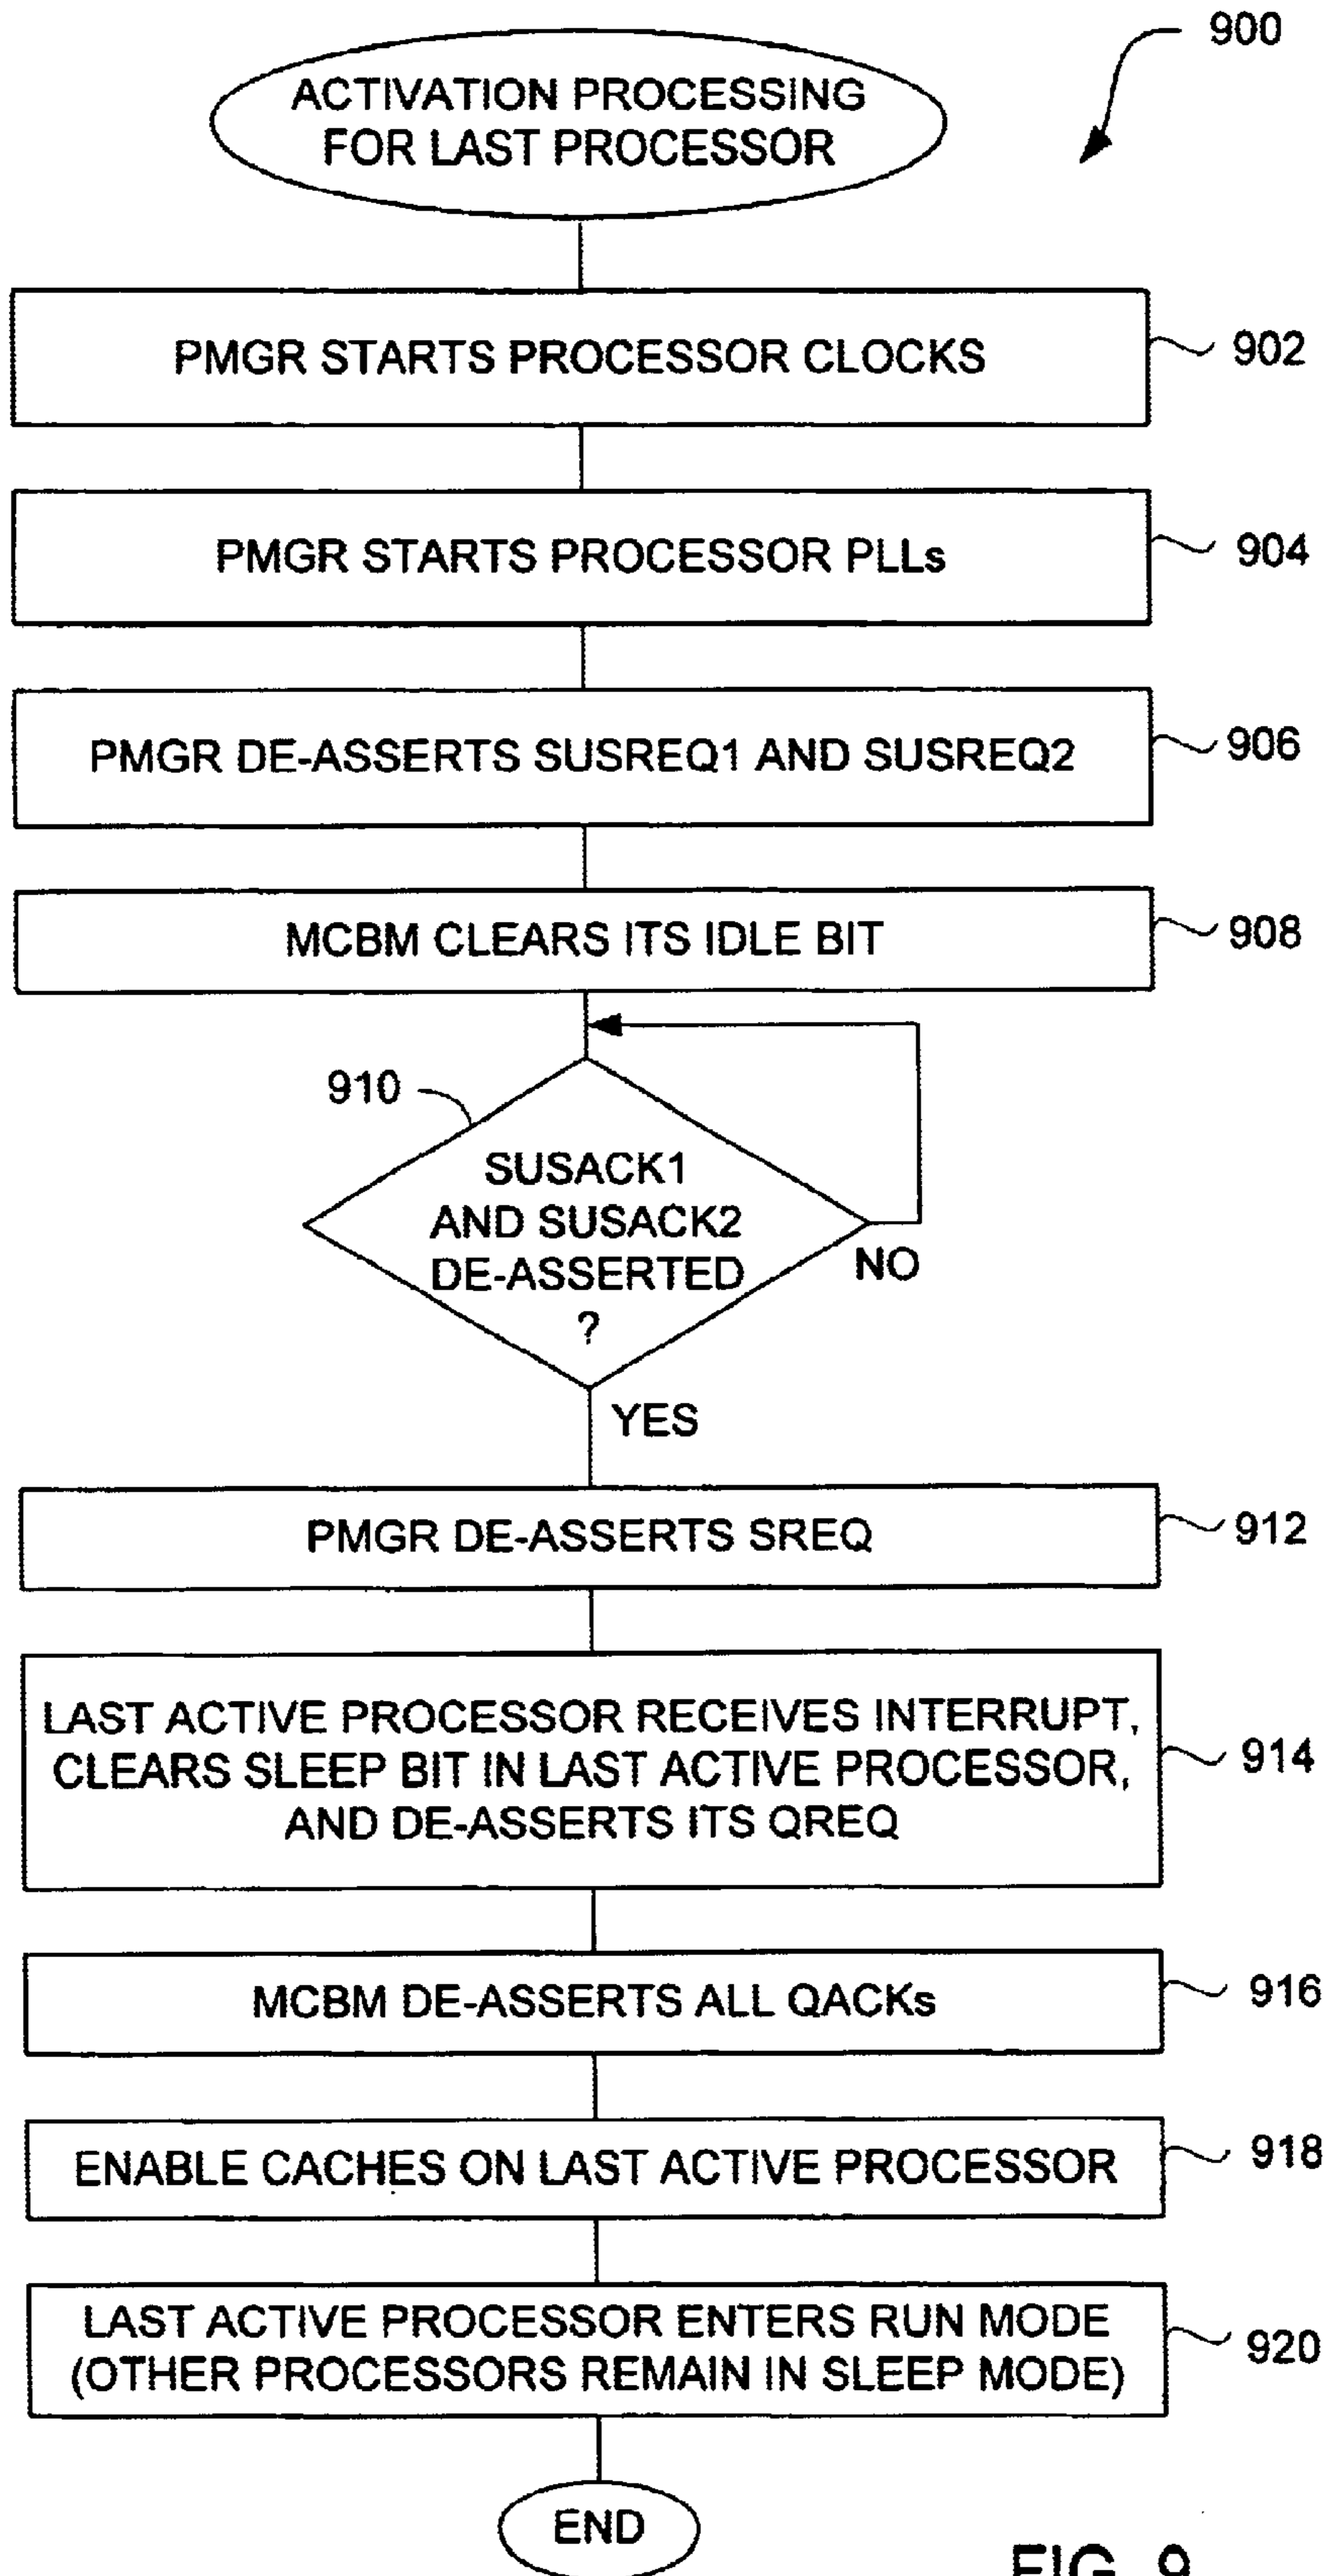 900
ACTIVATION PROCESSING
FOR LAST PROCESSOR
PMGR STARTS PROCESSOR CLOCKS
902
PMGR STARTS PROCESSOR PLLs
904
PMGR DE-ASSERTS SUSREQ1 AND SUSREQ2
906
MCBM CLEARS ITS IDLE BIT
908
910
SUSACK1
AND SUSACK2
DE-ASSERTED
?
NO
YES
PMGR DE-ASSERTS SREQ
912
LAST ACTIVE PROCESSOR RECEIVES INTERRUPT,
CLEARS SLEEP BIT IN LAST ACTIVE PROCESSOR,
AND DE-ASSERTS ITS QREQ
914
MCBM DE-ASSERTS ALL QACKs
916
ENABLE CACHES ON LAST ACTIVE PROCESSOR
918
LAST ACTIVE PROCESSOR ENTERS RUN MODE
(OTHER PROCESSORS REMAIN IN SLEEP MODE)
920
END
FIG. 9